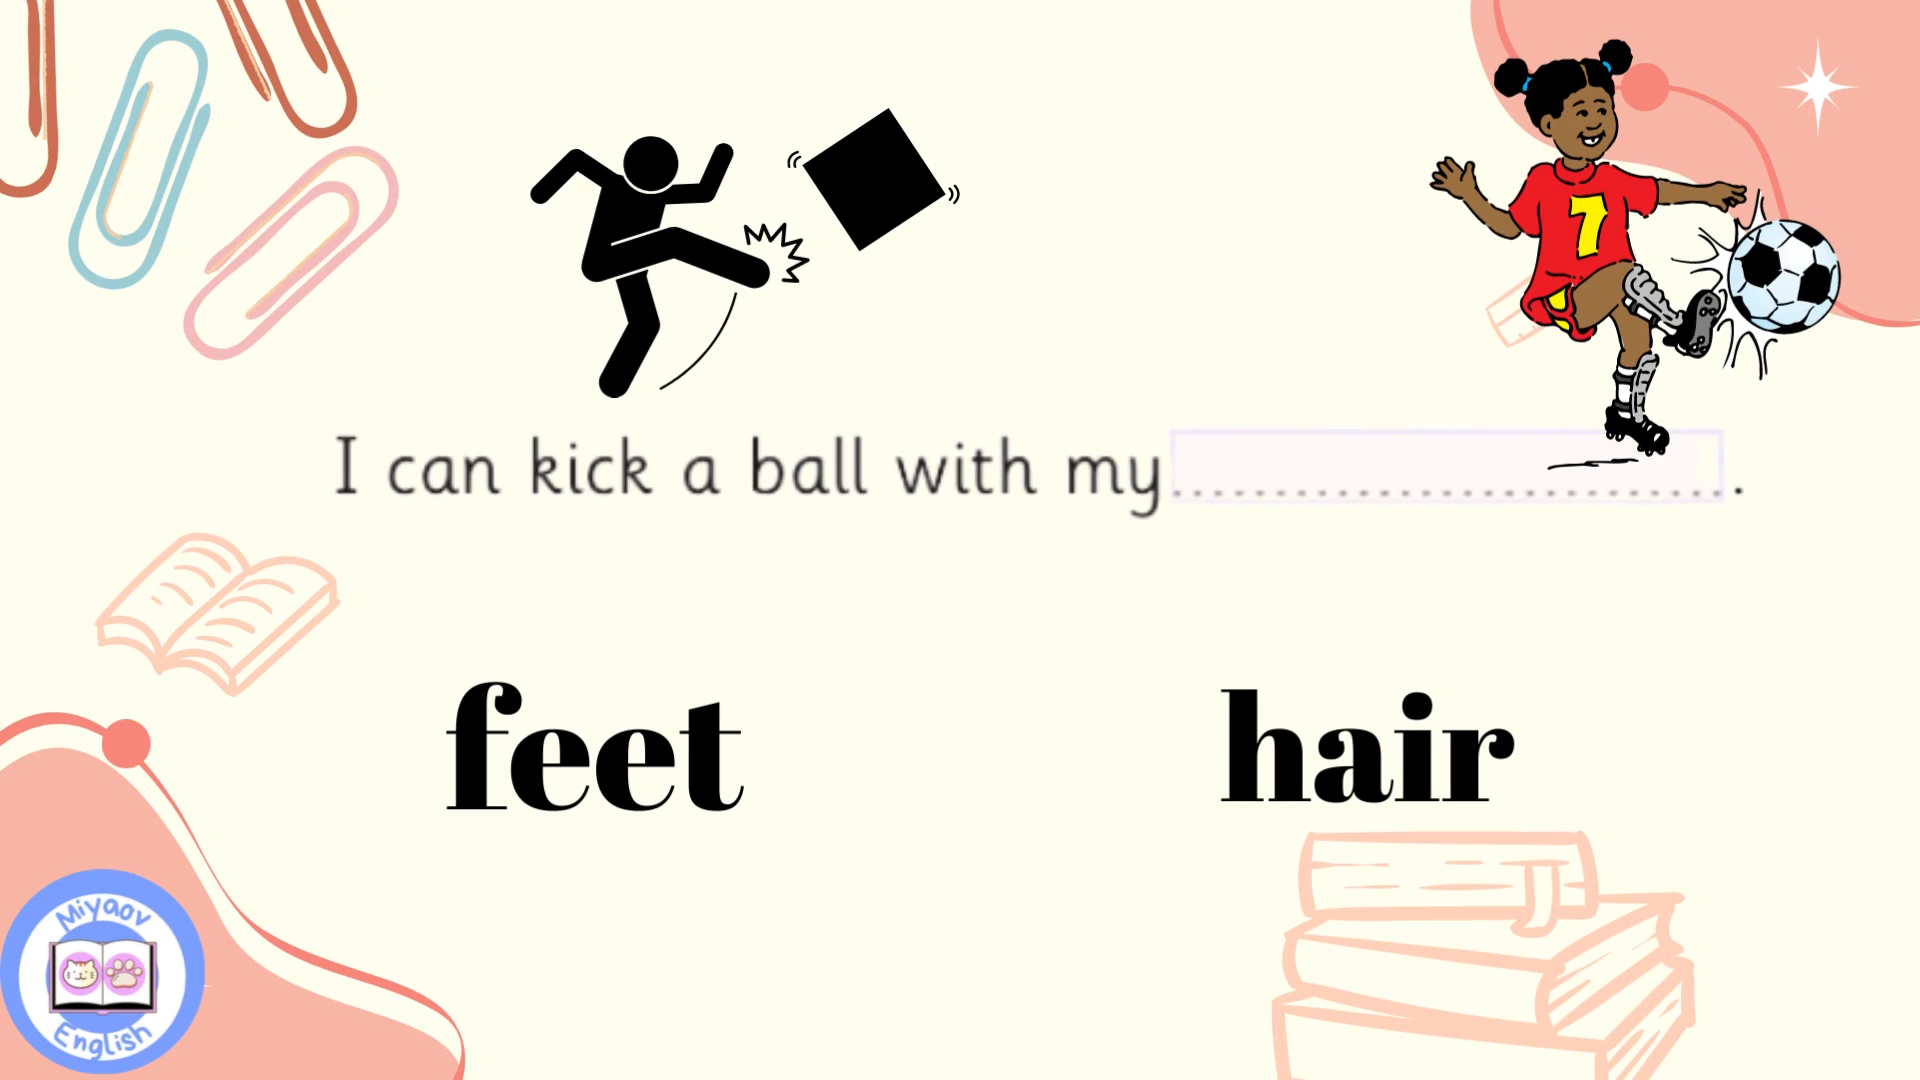 7
I can kick a ball with my ............................ .
feet hair
Miyaov
English